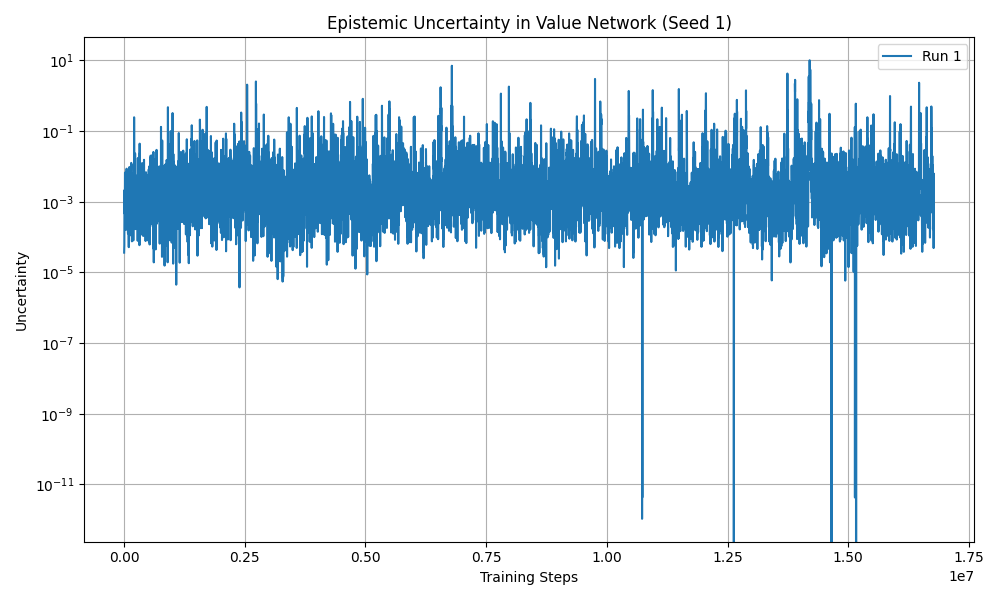 Epistemic Uncertainty in Value Network (Seed 1)
Run 1
Uncertainty
10¹
10⁻¹
10⁻³
10⁻⁵
10⁻⁷
10⁻⁹
10⁻¹¹
0.00 0.25 0.50 0.75 1.00 1.25 1.50 1.75
1e7
Training Steps